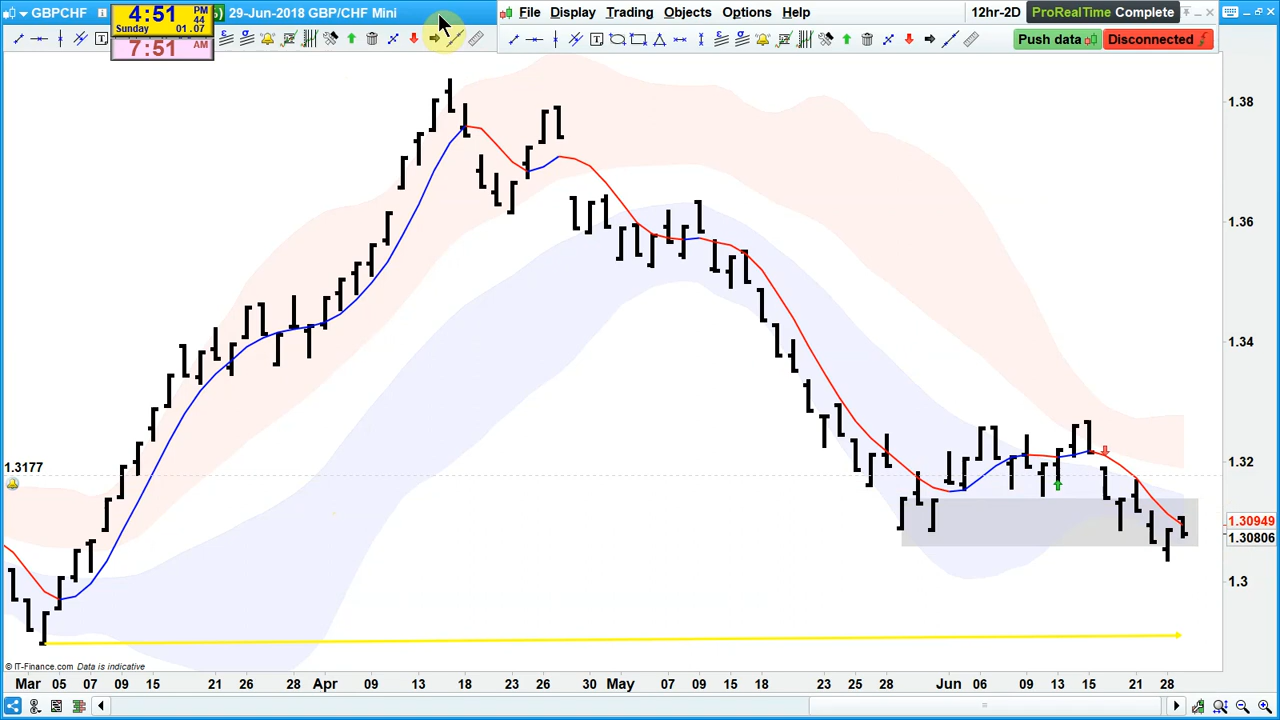 GBPCHF
4:51 PM 44
Sunday 01.07
7:51 AM
29-Jun-2018 GBP/CHF Mini
File Display Trading Objects Options Help
12hr-2D
ProRealTime Complete
Push data
Disconnected
1.38
1.36
1.34
1.3177
1.32
1.30949
1.30806
1.3
© IT-Finance.com Data is indicative
Mar 05 07 09 15 21 26 28 Apr 09 13 18 23 26 30 May 07 09 15 18 23 25 28 Jun 06 09 13 15 21 28